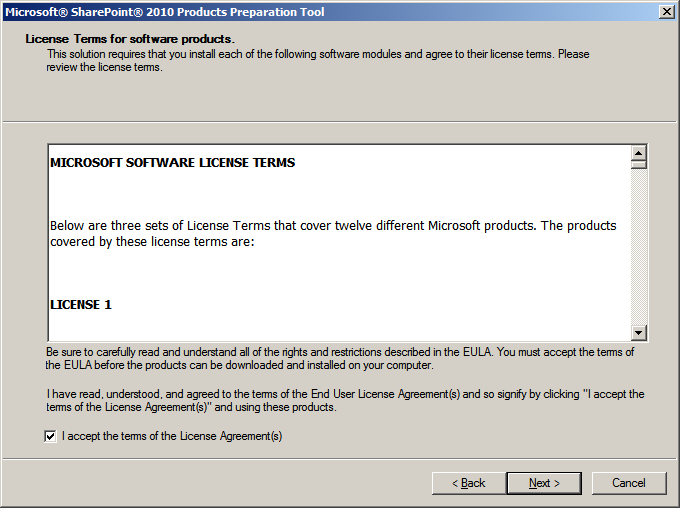 Microsoft® SharePoint® 2010 Products Preparation Tool
License Terms for software products.
This solution requires that you install each of the following software modules and agree to their license terms. Please
review the license terms.
MICROSOFT SOFTWARE LICENSE TERMS
Below are three sets of License Terms that cover twelve different Microsoft products. The products
covered by these license terms are:
LICENSE 1
Be sure to carefully read and understand all of the rights and restrictions described in the EULA. You must accept the terms of
the EULA before the products can be downloaded and installed on your computer.
I have read, understood, and agreed to the terms of the End User License Agreement(s) and so signify by clicking "I accept the
terms of the License Agreement(s)" and using these products.
I accept the terms of the License Agreement(s)
< Back Next > Cancel